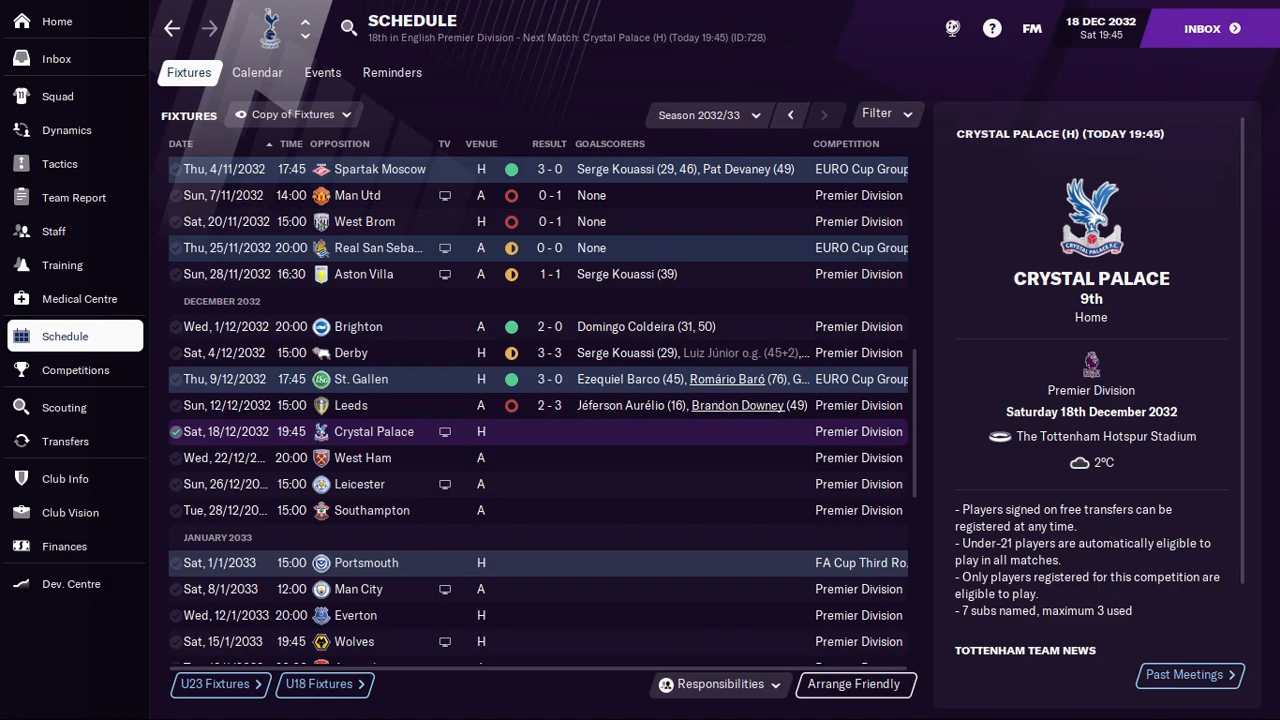 Home
Inbox
Squad
Dynamics
Tactics
Team Report
Staff
Training
Medical Centre
Schedule
Competitions
Scouting
Transfers
Club Info
Club Vision
Finances
Dev. Centre
SCHEDULE
18th in English Premier Division - Next Match: Crystal Palace (H) (Today 19:45) (ID:728)
? FM
18 DEC 2032
Sat 19:45
INBOX
Fixtures Calendar Events Reminders
FIXTURES Copy of Fixtures Season 2032/33 Filter
DATE TIME OPPOSITION TV VENUE RESULT GOALSCORERS COMPETITION
Thu, 4/11/2032 17:45 Spartak Moscow H 3 - 0 Serge Kouassi (29, 46), Pat Devaney (49) EURO Cup Group
Sun, 7/11/2032 14:00 Man Utd A 0 - 1 None Premier Division
Sat, 20/11/2032 15:00 West Brom H 0 - 1 None Premier Division
Thu, 25/11/2032 20:00 Real San Seba... A 0 - 0 None EURO Cup Group
Sun, 28/11/2032 16:30 Aston Villa A 1 - 1 Serge Kouassi (39) Premier Division
DECEMBER 2032
Wed, 1/12/2032 20:00 Brighton A 2 - 0 Domingo Coldeira (31, 50) Premier Division
Sat, 4/12/2032 15:00 Derby H 3 - 3 Serge Kouassi (29), Luiz Júnior o.g. (45+2),... Premier Division
Thu, 9/12/2032 17:45 St. Gallen H 3 - 0 Ezequiel Barco (45), Romário Baró (76), G... EURO Cup Group
Sun, 12/12/2032 15:00 Leeds A 2 - 3 Jéferson Aurélio (16), Brandon Downey (49) Premier Division
Sat, 18/12/2032 19:45 Crystal Palace H Premier Division
Wed, 22/12/2... 20:00 West Ham A Premier Division
Sun, 26/12/20... 15:00 Leicester A Premier Division
Tue, 28/12/20... 15:00 Southampton A Premier Division
JANUARY 2033
Sat, 1/1/2033 15:00 Portsmouth H FA Cup Third Ro.
Sat, 8/1/2033 12:00 Man City A Premier Division
Wed, 12/1/2033 20:00 Everton H Premier Division
Sat, 15/1/2033 19:45 Wolves H Premier Division
U23 Fixtures U18 Fixtures Responsibilities Arrange Friendly
CRYSTAL PALACE (H) (TODAY 19:45)
CRYSTAL PALACE F.C.
CRYSTAL PALACE
9th
Home
Premier Division
Saturday 18th December 2032
The Tottenham Hotspur Stadium
2°C
- Players signed on free transfers can be
registered at any time.
- Under-21 players are automatically eligible to
play in all matches.
- Only players registered for this competition are
eligible to play.
- 7 subs named, maximum 3 used
TOTTENHAM TEAM NEWS
Past Meetings